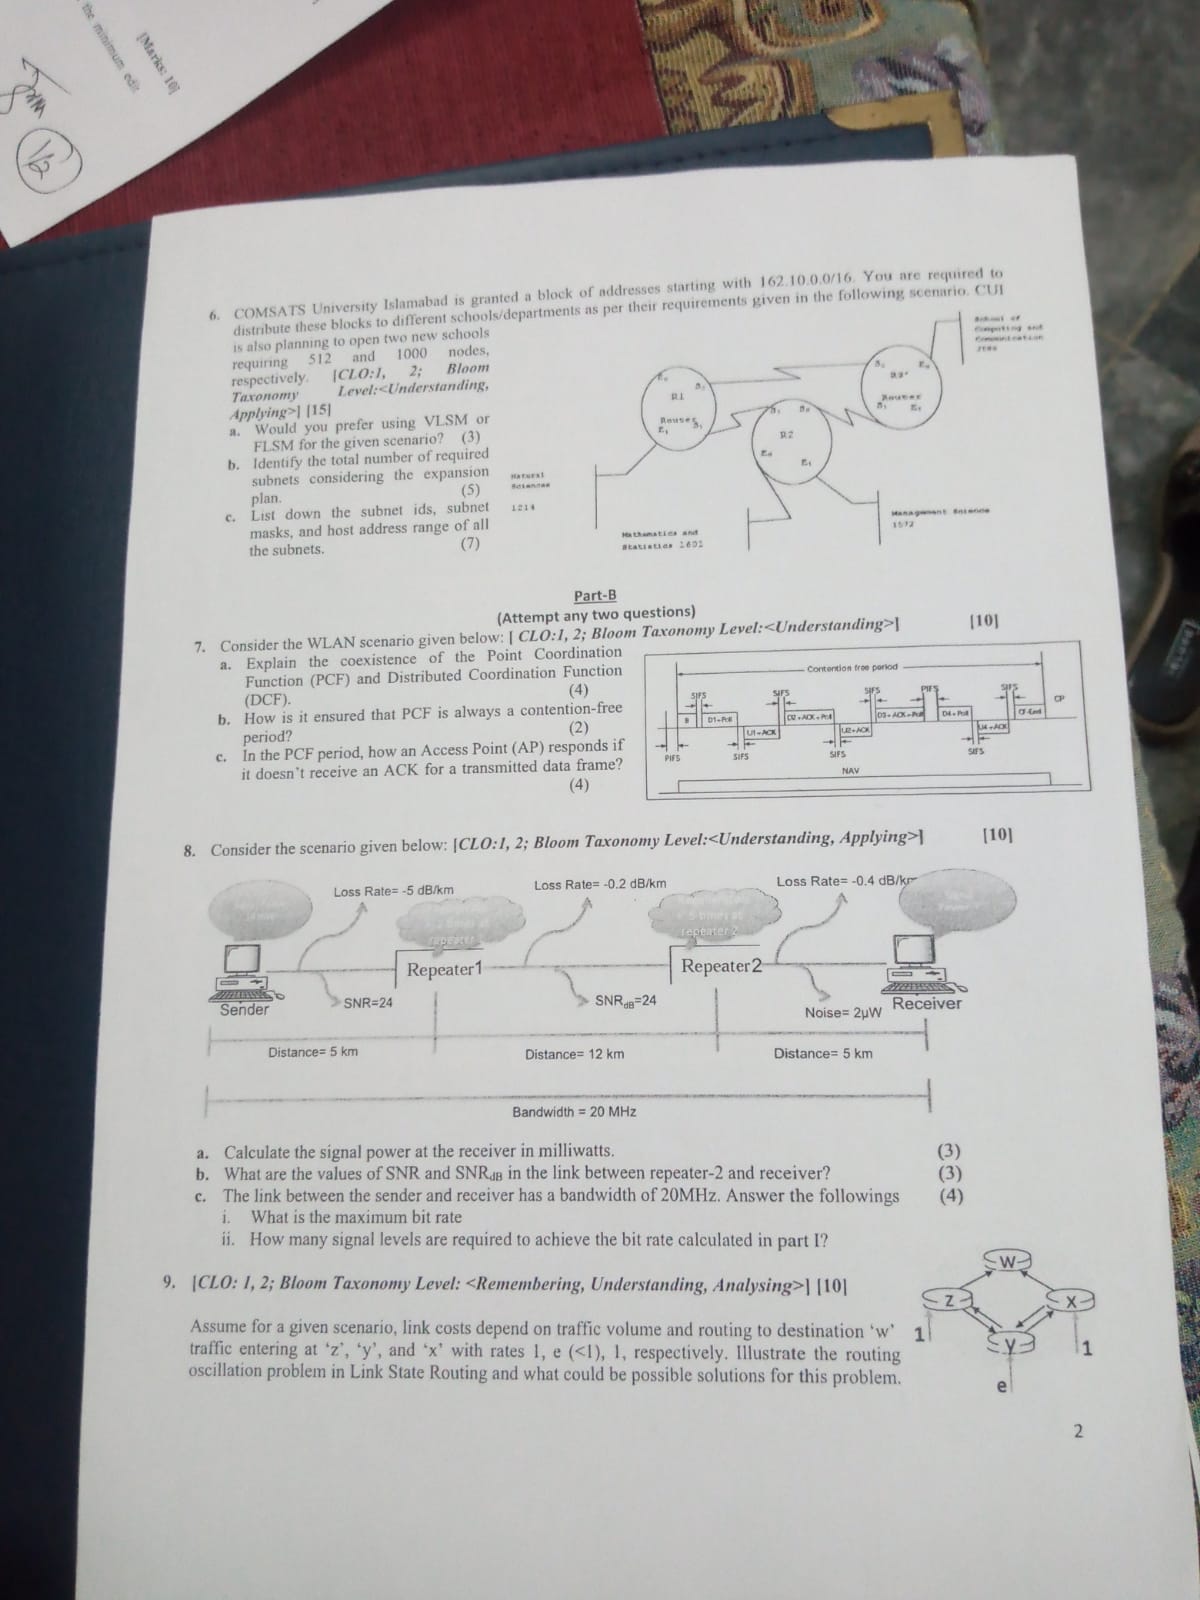 [Marks: 10]
the minimum edit
1/2
6. COMSATS University Islamabad is granted a block of addresses starting with 162.10.0.0/16. You are required to
distribute these blocks to different schools/departments as per their requirements given in the following scenario. CUI
is also planning to open two new schools
requiring 512 and 1000 nodes,
respectively. [CLO:1, 2; Bloom
Taxonomy Level:<Understanding,
Applying>] [15]
a. Would you prefer using VLSM or
FLSM for the given scenario? (3)
b. Identify the total number of required
subnets considering the expansion
plan. (5)
c. List down the subnet ids, subnet
masks, and host address range of all
the subnets. (7)
School of
Computing and
Communication
R1
Router
R2
Router
Natural
Sciences
1214
Mathematics and
Statistics
Management Science
1572
Part-B
(Attempt any two questions)
7. Consider the WLAN scenario given below: [ CLO:1, 2; Bloom Taxonomy Level:<Understanding>] [10]
a. Explain the coexistence of the Point Coordination
Function (PCF) and Distributed Coordination Function
(DCF). (4)
b. How is it ensured that PCF is always a contention-free
period? (2)
c. In the PCF period, how an Access Point (AP) responds if
it doesn't receive an ACK for a transmitted data frame?
(4)
Contention free period
SIFS SIFS SIFS PIFS SIFS
CP
B D1+Poll D2+ACK+Poll D3+ACK+Poll D4+Poll CF-End
U1+ACK U2+ACK U4+ACK
PIFS SIFS SIFS SIFS
NAV
8. Consider the scenario given below: [CLO:1, 2; Bloom Taxonomy Level:<Understanding, Applying>] [10]
Loss Rate= -5 dB/km Loss Rate= -0.2 dB/km Loss Rate= -0.4 dB/km
repeater
5 times at
repeater 2
Sender Repeater1 Repeater2 Receiver
SNR=24 SNRdB=24 Noise= 2µW
Distance= 5 km Distance= 12 km Distance= 5 km
Bandwidth = 20 MHz
a. Calculate the signal power at the receiver in milliwatts. (3)
b. What are the values of SNR and SNRdB in the link between repeater-2 and receiver? (3)
c. The link between the sender and receiver has a bandwidth of 20MHz. Answer the followings (4)
i. What is the maximum bit rate
ii. How many signal levels are required to achieve the bit rate calculated in part I?
9. [CLO: 1, 2; Bloom Taxonomy Level: <Remembering, Understanding, Analysing>] [10]
Assume for a given scenario, link costs depend on traffic volume and routing to destination 'w'
traffic entering at 'z', 'y', and 'x' with rates 1, e (<1), 1, respectively. Illustrate the routing
oscillation problem in Link State Routing and what could be possible solutions for this problem.
W
Z X
1 y 1
e
2